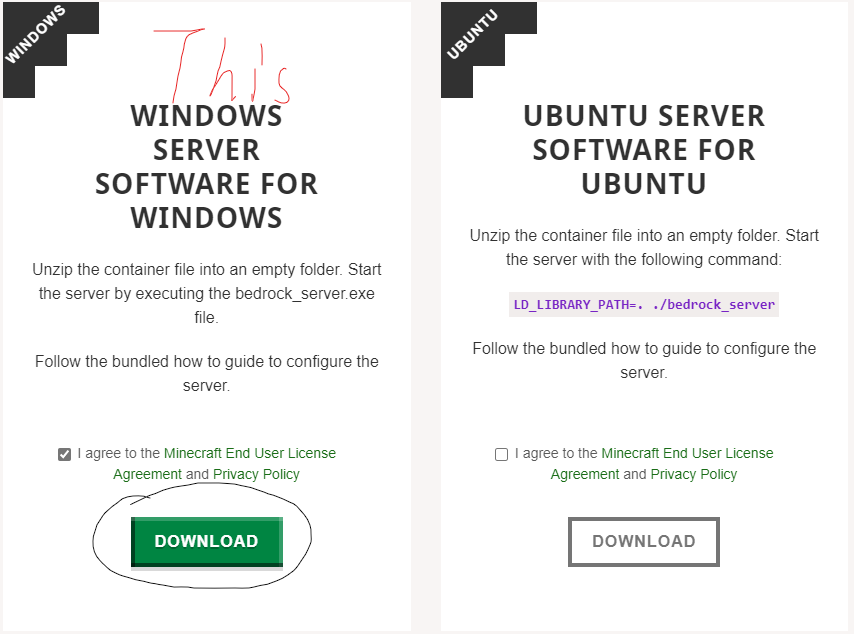 WINDOWS
This
WINDOWS
SERVER
SOFTWARE FOR
WINDOWS
Unzip the container file into an empty folder. Start
the server by executing the bedrock_server.exe
file.
Follow the bundled how to guide to configure the
server.
I agree to the Minecraft End User License
Agreement and Privacy Policy
DOWNLOAD
UBUNTU
UBUNTU SERVER
SOFTWARE FOR
UBUNTU
Unzip the container file into an empty folder. Start
the server with the following command:
LD_LIBRARY_PATH=. ./bedrock_server
Follow the bundled how to guide to configure the
server.
I agree to the Minecraft End User License
Agreement and Privacy Policy
DOWNLOAD